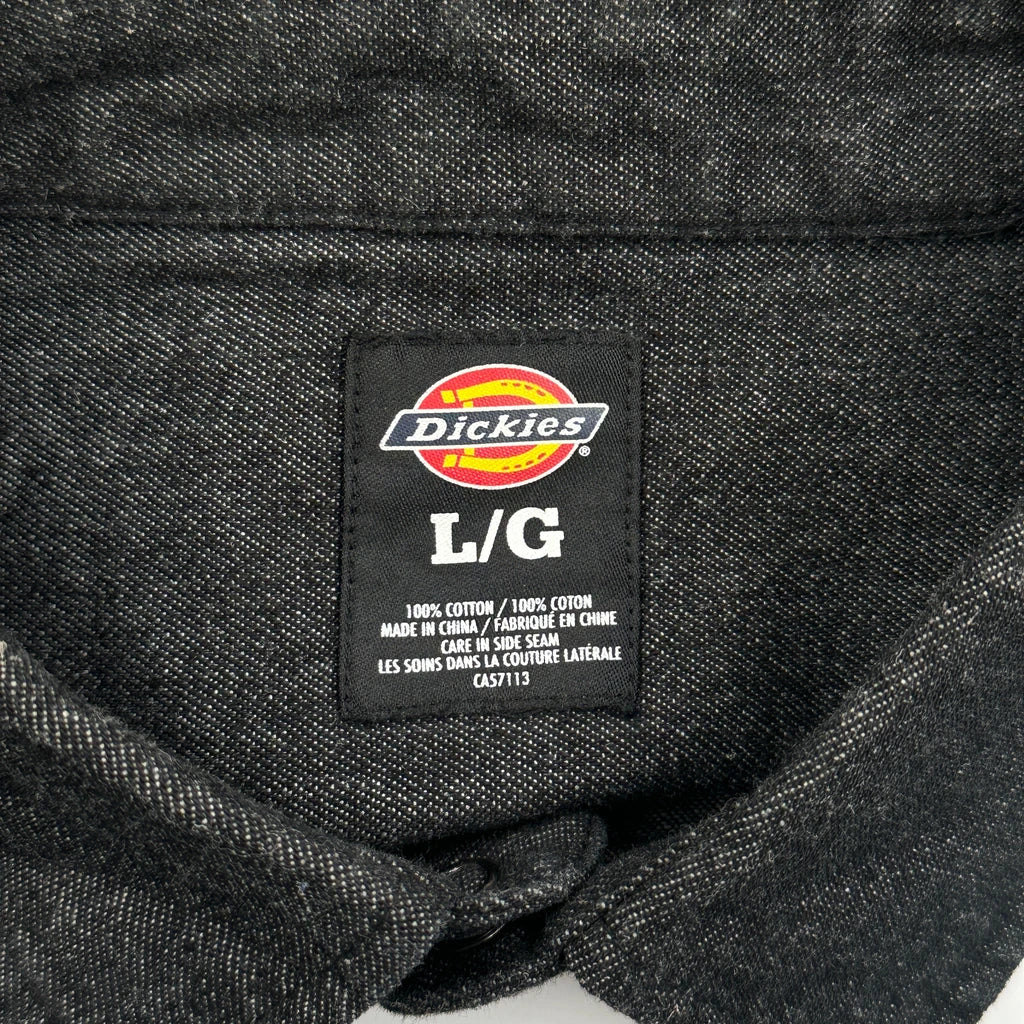 Dickies®
L/G
100% COTTON / 100% COTON
MADE IN CHINA / FABRIQUÉ EN CHINE
CARE IN SIDE SEAM
LES SOINS DANS LA COUTURE LATÉRALE
CA57113